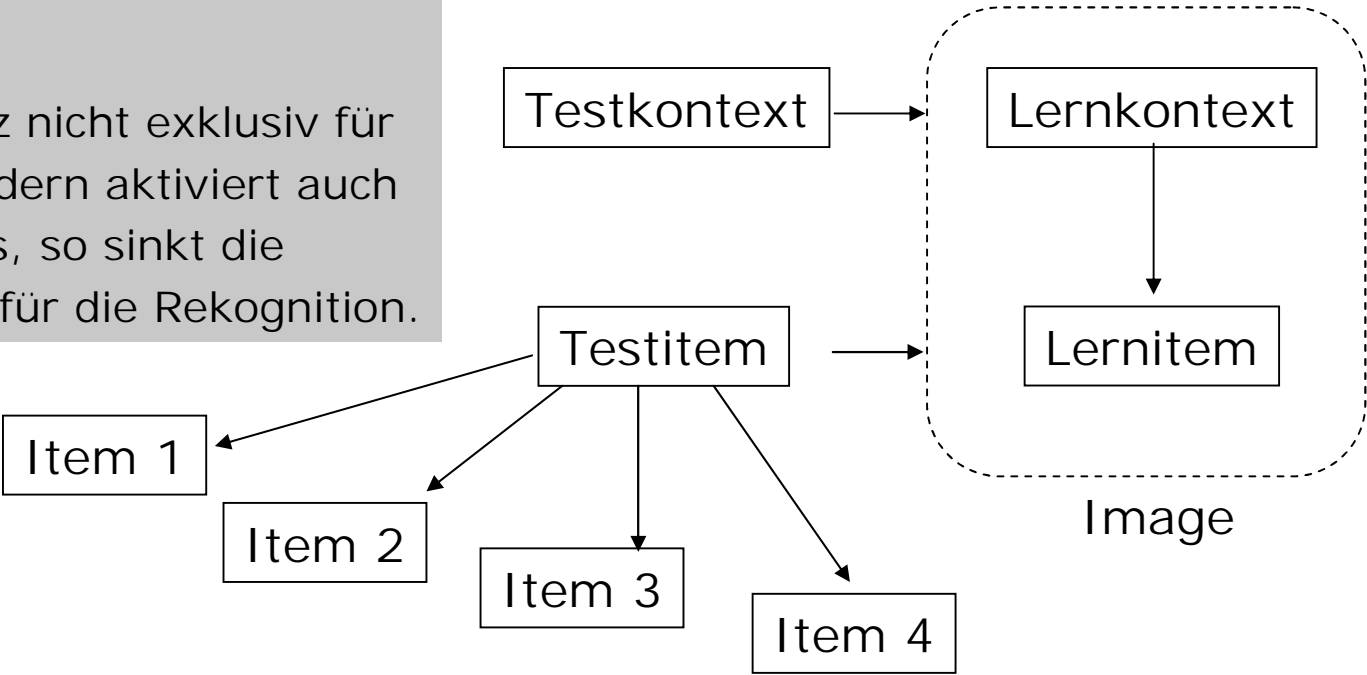 z nicht exklusiv für
dern aktiviert auch
s, so sinkt die
für die Rekognition.
Testkontext
Lernkontext
Testitem
Lernitem
Item 1
Item 2
Item 3
Item 4
Image